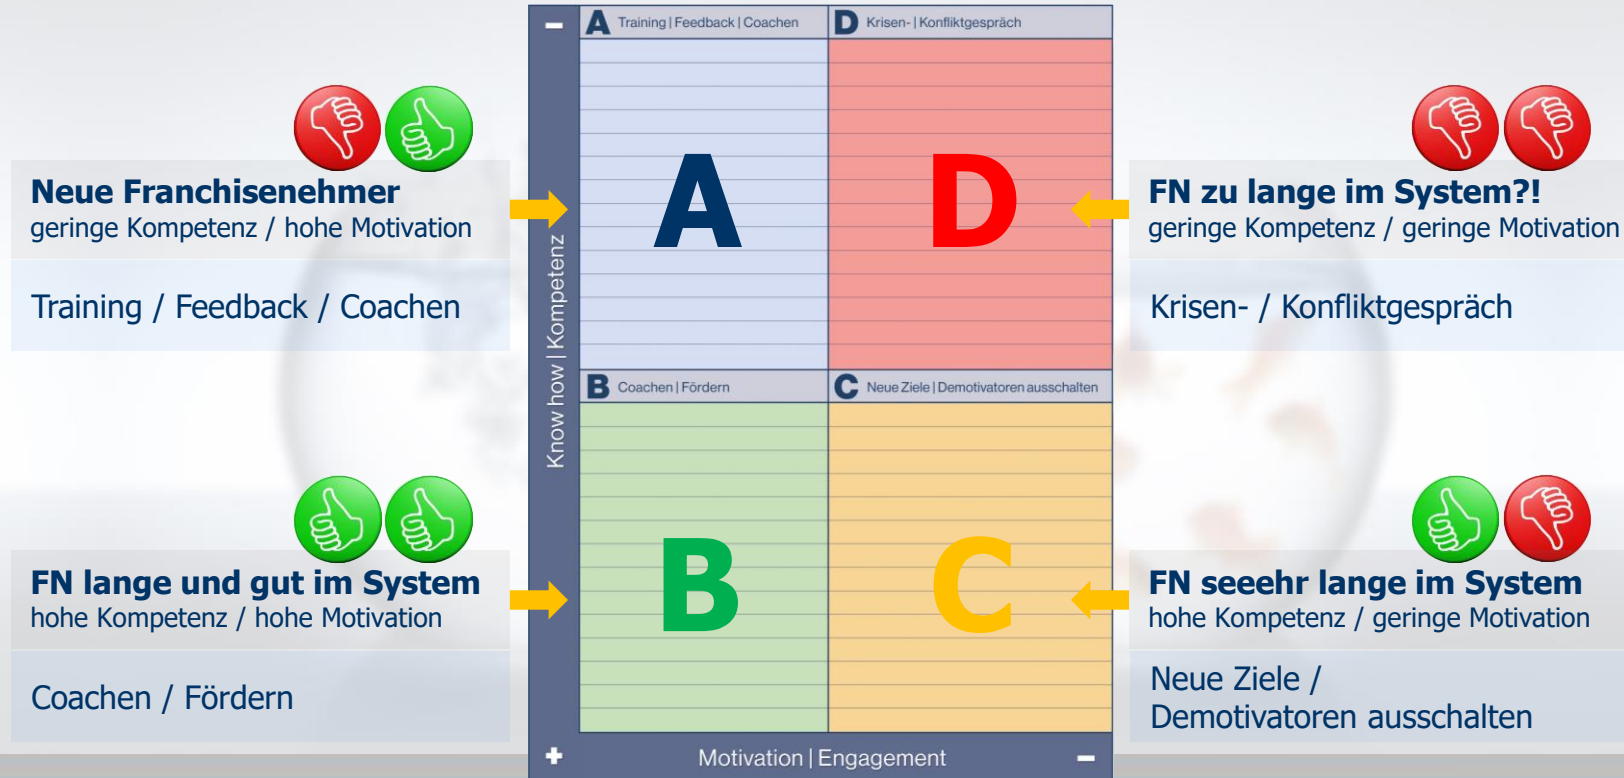 A Training | Feedback | Coachen
D Krisen- | Konfliktgespräch
Neue Franchisenehmer
geringe Kompetenz / hohe Motivation
Training / Feedback / Coachen
A
D
FN zu lange im System?!
geringe Kompetenz / geringe Motivation
Krisen- / Konfliktgespräch
Know how | Kompetenz
B Coachen | Fördern
C Neue Ziele | Demotivatoren ausschalten
FN lange und gut im System
hohe Kompetenz / hohe Motivation
Coachen / Fördern
B
C
FN seeehr lange im System
hohe Kompetenz / geringe Motivation
Neue Ziele /
Demotivatoren ausschalten
Motivation | Engagement